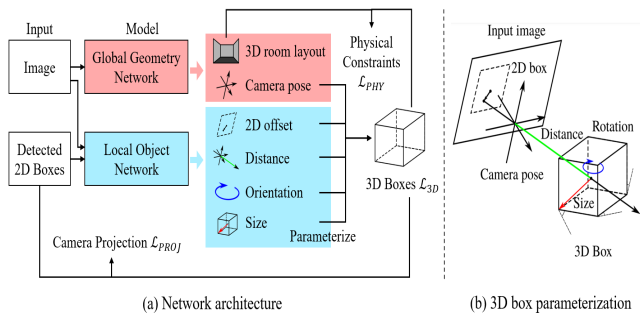 Input
Model
Image
Global Geometry
Network
3D room layout
Camera pose
Physical
Constraints
ℒPHY
Detected
2D Boxes
Local Object
Network
2D offset
Distance
Orientation
Size
Parameterize
3D Boxes ℒ3D
Camera Projection ℒPROJ
(a) Network architecture
Input image
2D box
Distance
Rotation
Camera pose
Size
3D Box
(b) 3D box parameterization